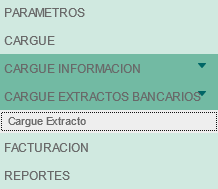 PARAMETROS
CARGUE
CARGUE INFORMACION
CARGUE EXTRACTOS BANCARIOS
Cargue Extracto
FACTURACION
REPORTES